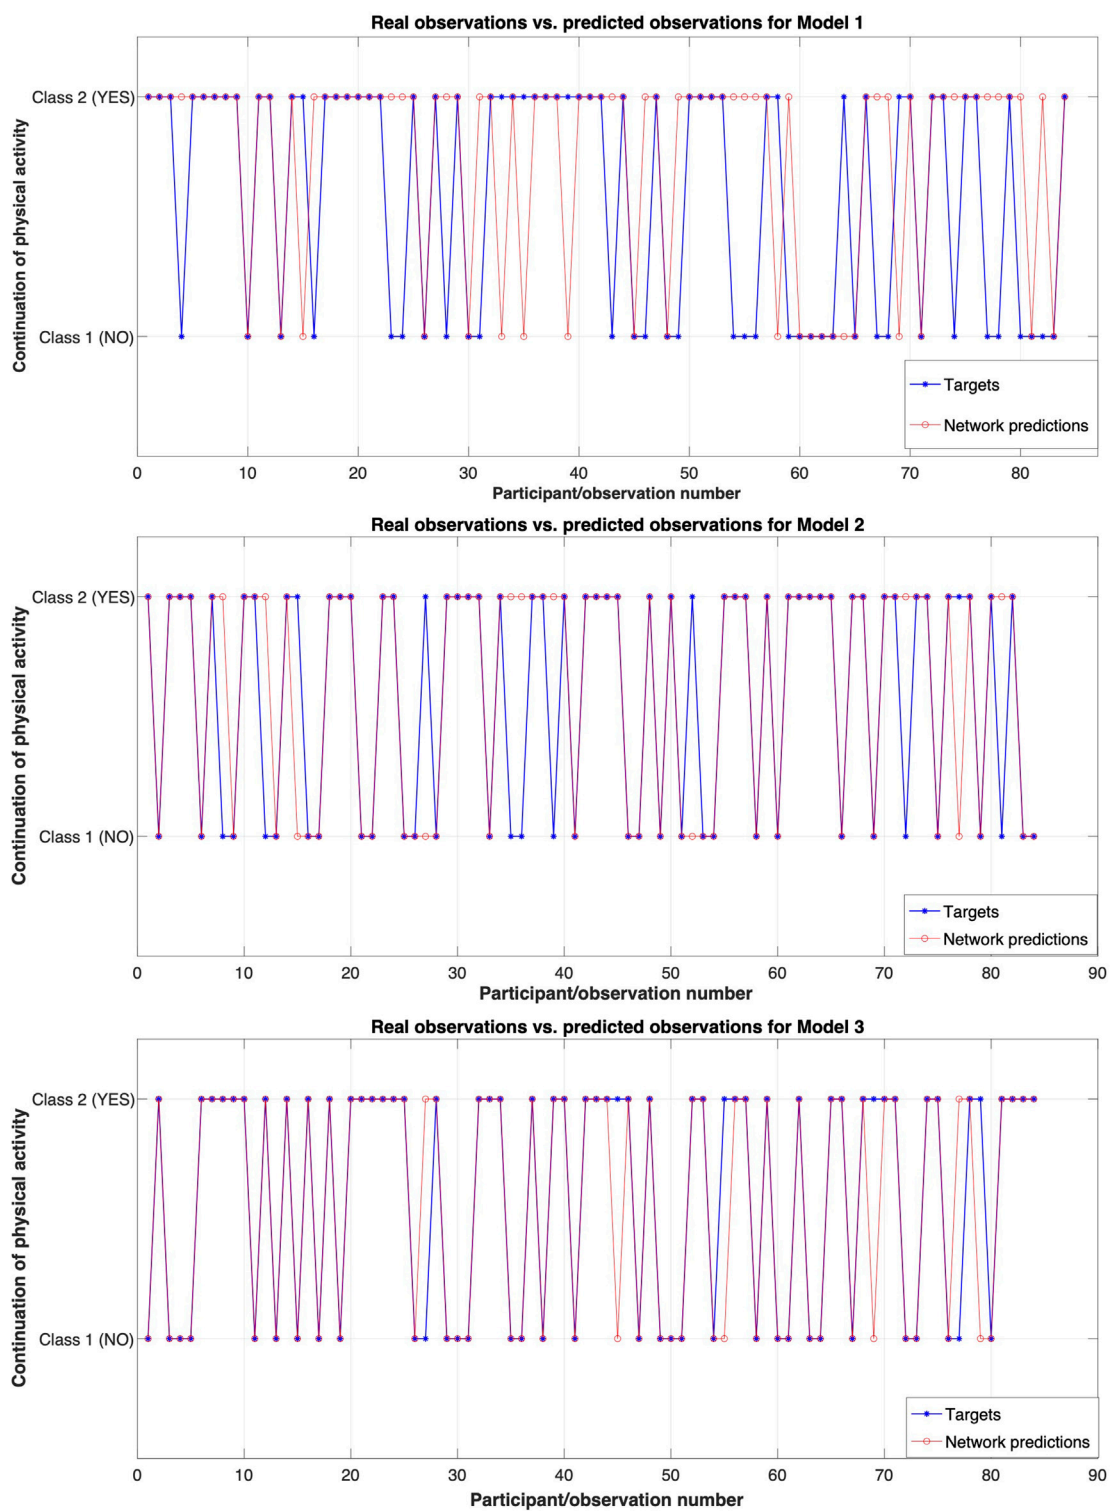 Real observations vs. predicted observations for Model 1
Continuation of physical activity
Class 2 (YES)
Class 1 (NO)
Targets
Network predictions
0 10 20 30 40 50 60 70 80
Participant/observation number
Real observations vs. predicted observations for Model 2
Continuation of physical activity
Class 2 (YES)
Class 1 (NO)
Targets
Network predictions
0 10 20 30 40 50 60 70 80 90
Participant/observation number
Real observations vs. predicted observations for Model 3
Continuation of physical activity
Class 2 (YES)
Class 1 (NO)
Targets
Network predictions
0 10 20 30 40 50 60 70 80 90
Participant/observation number